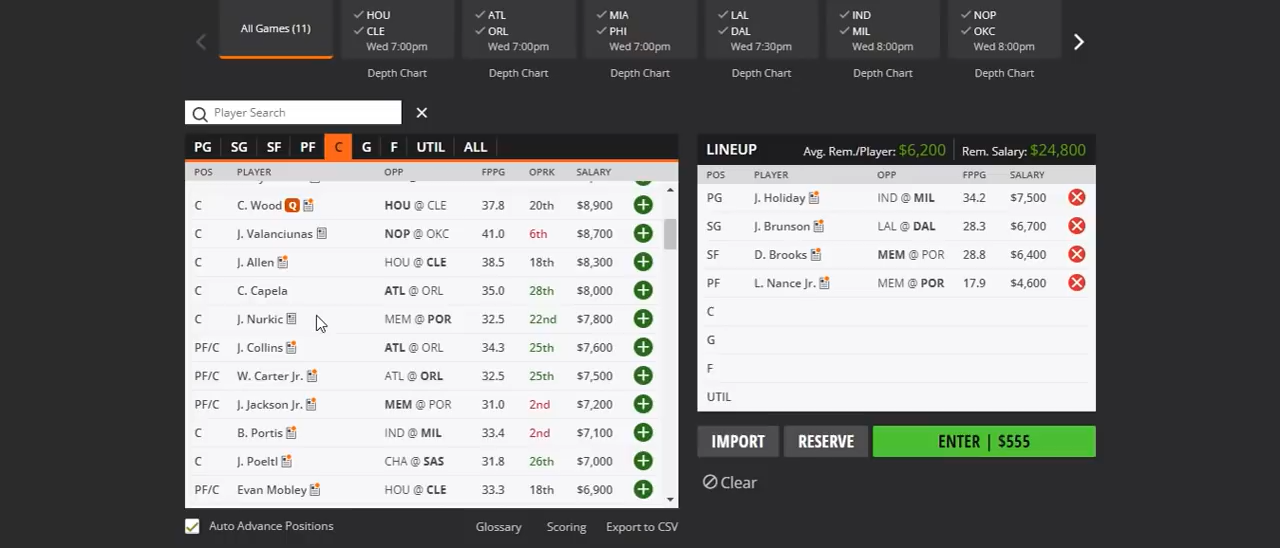 All Games (11)
HOU
CLE
Wed 7:00pm
Depth Chart
ATL
ORL
Wed 7:00pm
Depth Chart
MIA
PHI
Wed 7:00pm
Depth Chart
LAL
DAL
Wed 7:30pm
Depth Chart
IND
MIL
Wed 8:00pm
Depth Chart
NOP
OKC
Wed 8:00pm
Depth Chart
Player Search
PG SG SF PF C G F UTIL ALL
POS PLAYER OPP FPPG OPRK SALARY
C C. Wood Q HOU @ CLE 37.8 20th $8,900
C J. Valanciunas NOP @ OKC 41.0 6th $8,700
C J. Allen HOU @ CLE 38.5 18th $8,300
C C. Capela ATL @ ORL 35.0 28th $8,000
C J. Nurkic MEM @ POR 32.5 22nd $7,800
PF/C J. Collins ATL @ ORL 34.3 25th $7,600
PF/C W. Carter Jr. ATL @ ORL 32.5 25th $7,500
PF/C J. Jackson Jr. MEM @ POR 31.0 2nd $7,200
C B. Portis IND @ MIL 33.4 2nd $7,100
C J. Poeltl CHA @ SAS 31.8 26th $7,000
PF/C Evan Mobley HOU @ CLE 33.3 18th $6,900
Auto Advance Positions
Glossary Scoring Export to CSV
LINEUP Avg. Rem./Player: $6,200 Rem. Salary: $24,800
POS PLAYER OPP FPPG SALARY
PG J. Holiday IND @ MIL 34.2 $7,500
SG J. Brunson LAL @ DAL 28.3 $6,700
SF D. Brooks MEM @ POR 28.8 $6,400
PF L. Nance Jr. MEM @ POR 17.9 $4,600
C
G
F
UTIL
IMPORT RESERVE ENTER | $555
Clear